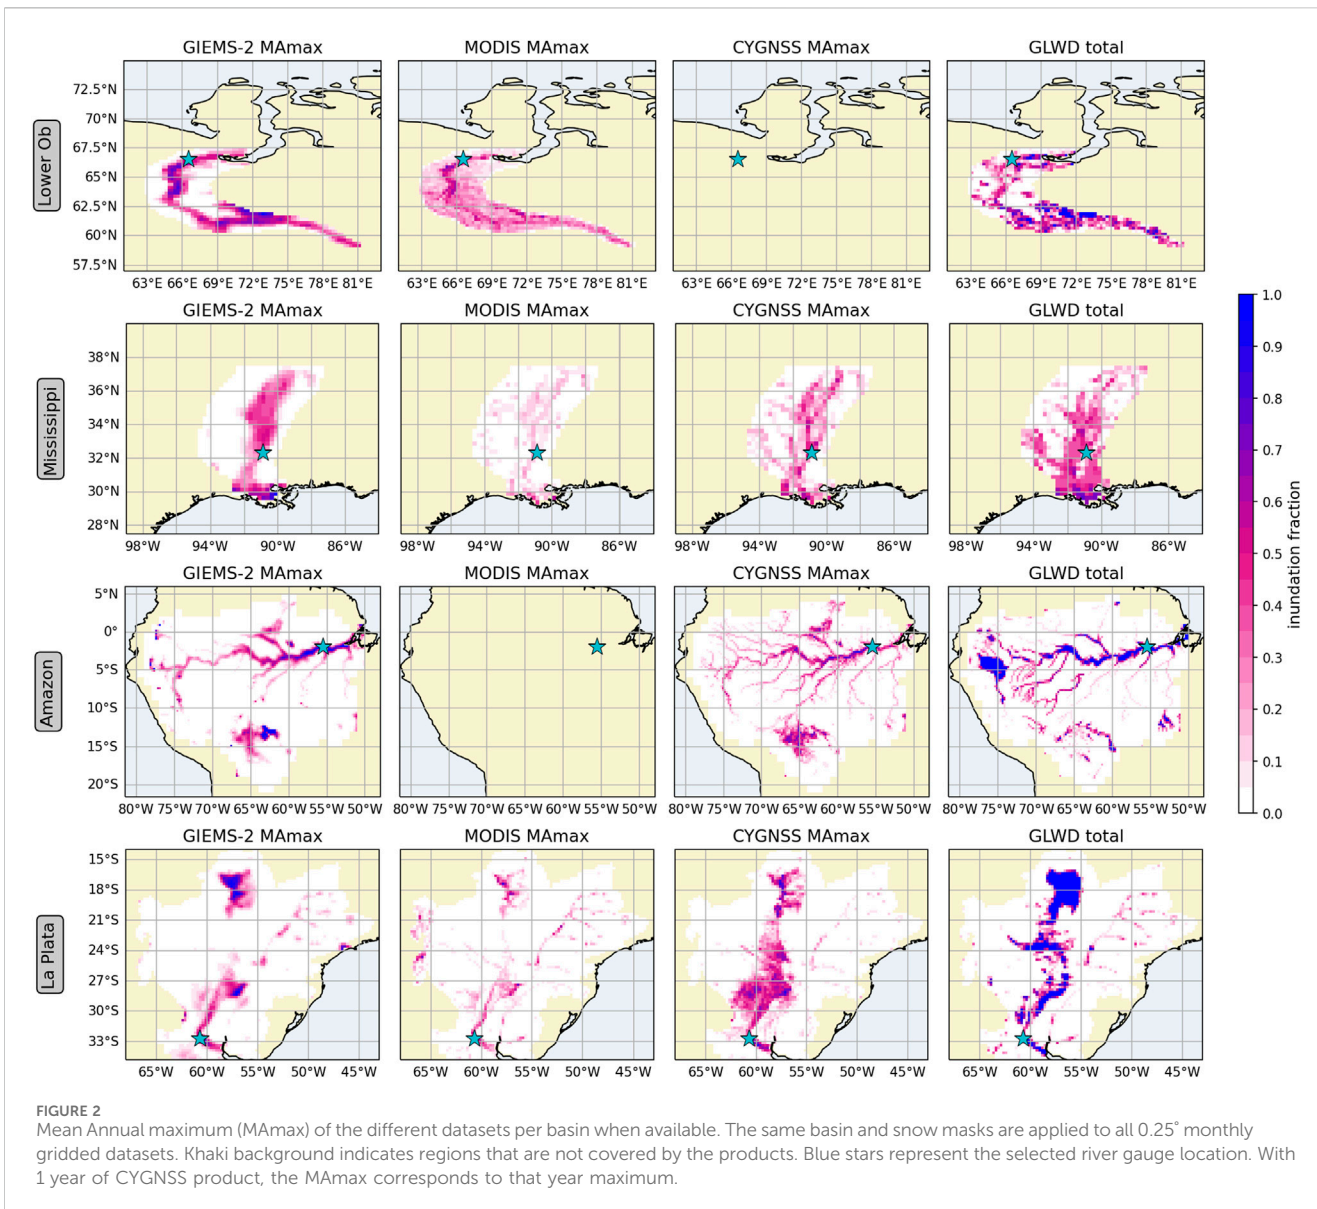 GIEMS-2 MAmax
MODIS MAmax
CYGNSS MAmax
GLWD total
Lower Ob
72.5°N
70°N
67.5°N
65°N
62.5°N
60°N
57.5°N
63°E 66°E 69°E 72°E 75°E 78°E 81°E
63°E 66°E 69°E 72°E 75°E 78°E 81°E
63°E 66°E 69°E 72°E 75°E 78°E 81°E
63°E 66°E 69°E 72°E 75°E 78°E 81°E
GIEMS-2 MAmax
MODIS MAmax
CYGNSS MAmax
GLWD total
Mississippi
38°N
36°N
34°N
32°N
30°N
28°N
98°W 94°W 90°W 86°W
98°W 94°W 90°W 86°W
98°W 94°W 90°W 86°W
98°W 94°W 90°W 86°W
GIEMS-2 MAmax
MODIS MAmax
CYGNSS MAmax
GLWD total
Amazon
5°N
0°
5°S
10°S
15°S
20°S
80°W 75°W 70°W 65°W 60°W 55°W 50°W
80°W 75°W 70°W 65°W 60°W 55°W 50°W
80°W 75°W 70°W 65°W 60°W 55°W 50°W
80°W 75°W 70°W 65°W 60°W 55°W 50°W
GIEMS-2 MAmax
MODIS MAmax
CYGNSS MAmax
GLWD total
La Plata
15°S
18°S
21°S
24°S
27°S
30°S
33°S
65°W 60°W 55°W 50°W 45°W
65°W 60°W 55°W 50°W 45°W
65°W 60°W 55°W 50°W 45°W
65°W 60°W 55°W 50°W 45°W
1.0
0.9
0.8
0.7
0.6
0.5
0.4
0.3
0.2
0.1
0.0
inundation fraction
FIGURE 2
Mean Annual maximum (MAmax) of the different datasets per basin when available. The same basin and snow masks are applied to all 0.25° monthly
gridded datasets. Khaki background indicates regions that are not covered by the products. Blue stars represent the selected river gauge location. With
1 year of CYGNSS product, the MAmax corresponds to that year maximum.